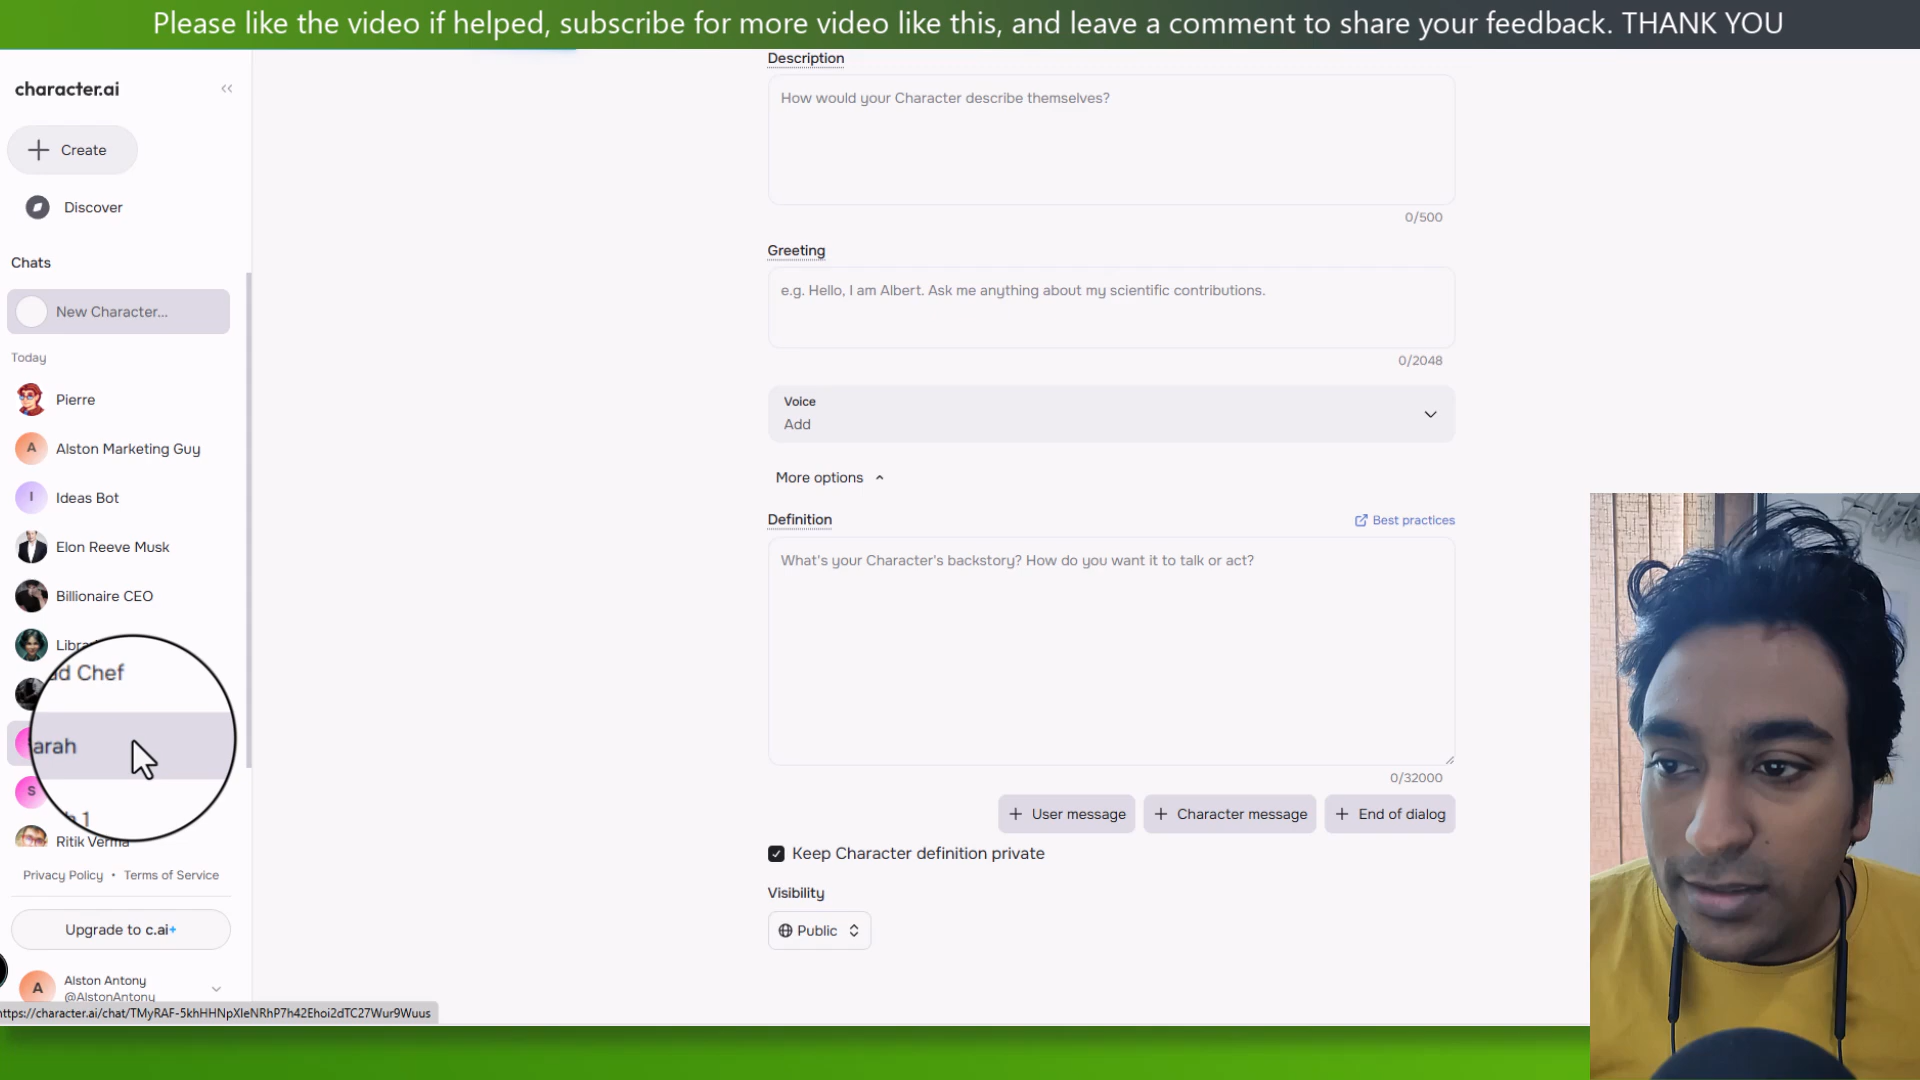 Please like the video if helped, subscribe for more video like this, and leave a comment to share your feedback. THANK YOU
character.ai
Create
Discover
Chats
New Character...
Today
Pierre
A
Alston Marketing Guy
I
Ideas Bot
Elon Reeve Musk
Billionaire CEO
Chef
arah
S
1
Ritik Verma
Privacy Policy • Terms of Service
Upgrade to c.ai+
A
Alston Antony
@AlstonAntony
https://character.ai/chat/TMyRAF-5khHHNpXleNRhP7h42Ehoi2dTC27Wur9Wuus
Description
How would your Character describe themselves?
0/500
Greeting
e.g. Hello, I am Albert. Ask me anything about my scientific contributions.
0/2048
Voice
Add
More options
Definition
Best practices
What's your Character's backstory? How do you want it to talk or act?
0/32000
User message
Character message
End of dialog
Keep Character definition private
Visibility
Public